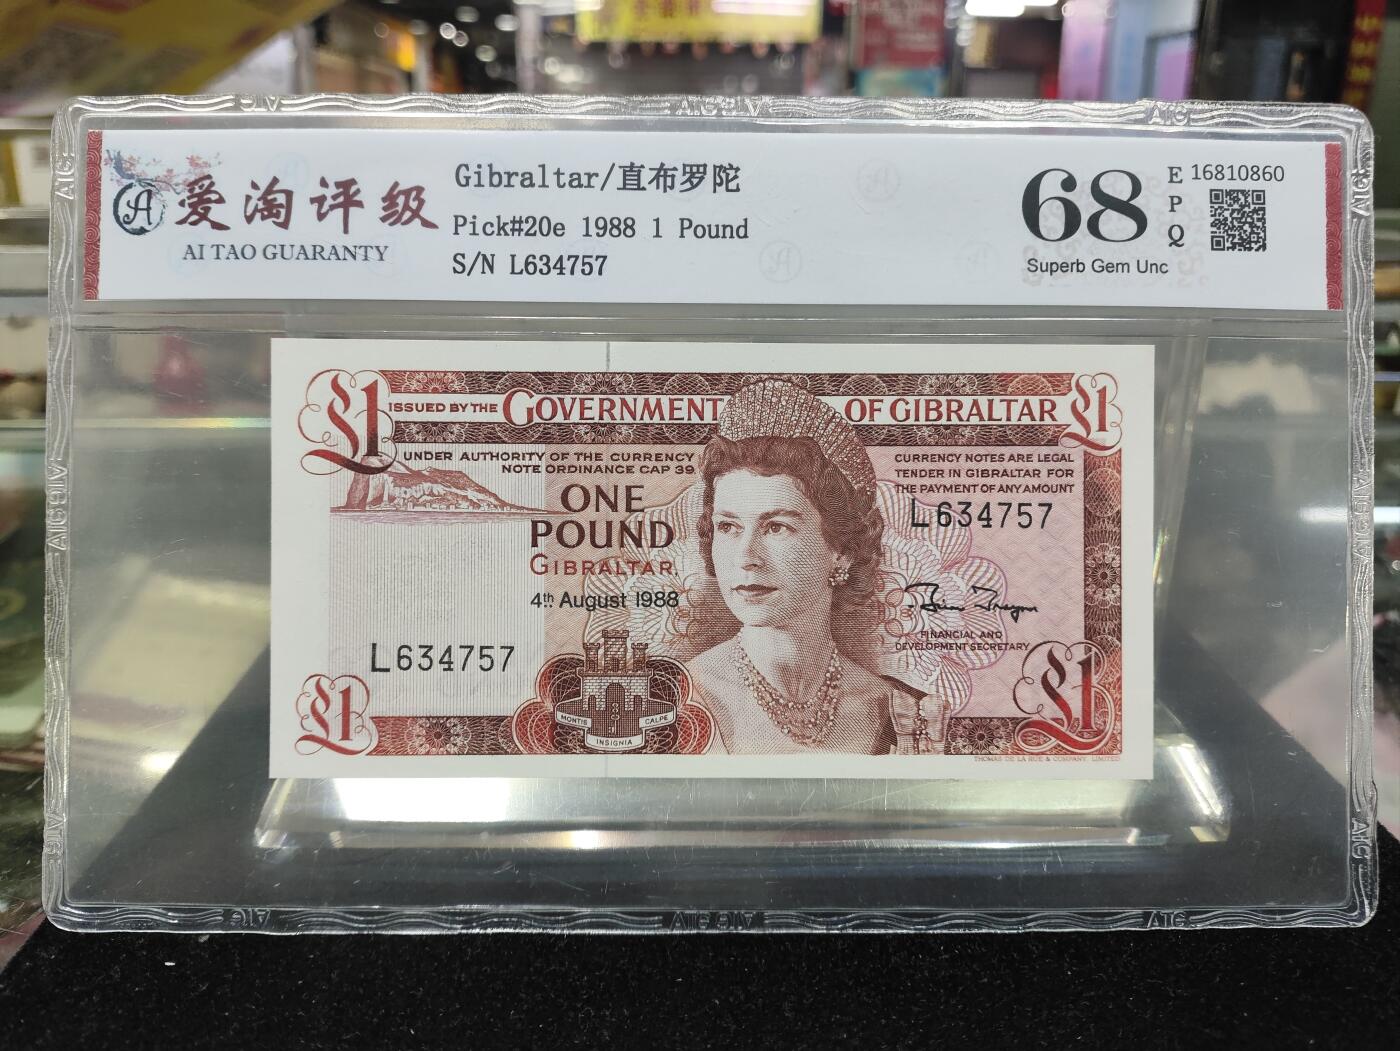 爱淘评级
AI TAO GUARANTY
Gibraltar/直布罗陀
Pick#20e 1988 1 Pound
S/N L634757
68
EPQ
Superb Gem Unc
16810860
£1
ISSUED BY THE GOVERNMENT OF GIBRALTAR
£1
UNDER AUTHORITY OF THE CURRENCY
NOTE ORDINANCE CAP 39
CURRENCY NOTES ARE LEGAL
TENDER IN GIBRALTAR FOR
THE PAYMENT OF ANY AMOUNT
L634757
ONE
POUND
GIBRALTAR,
4th August 1988
L634757
FINANCIAL AND
DEVELOPMENT SECRETARY
MONTIS CALPE
INSIGNIA
£1
£1
THOMAS DE LA RUE & COMPANY, LIMITED